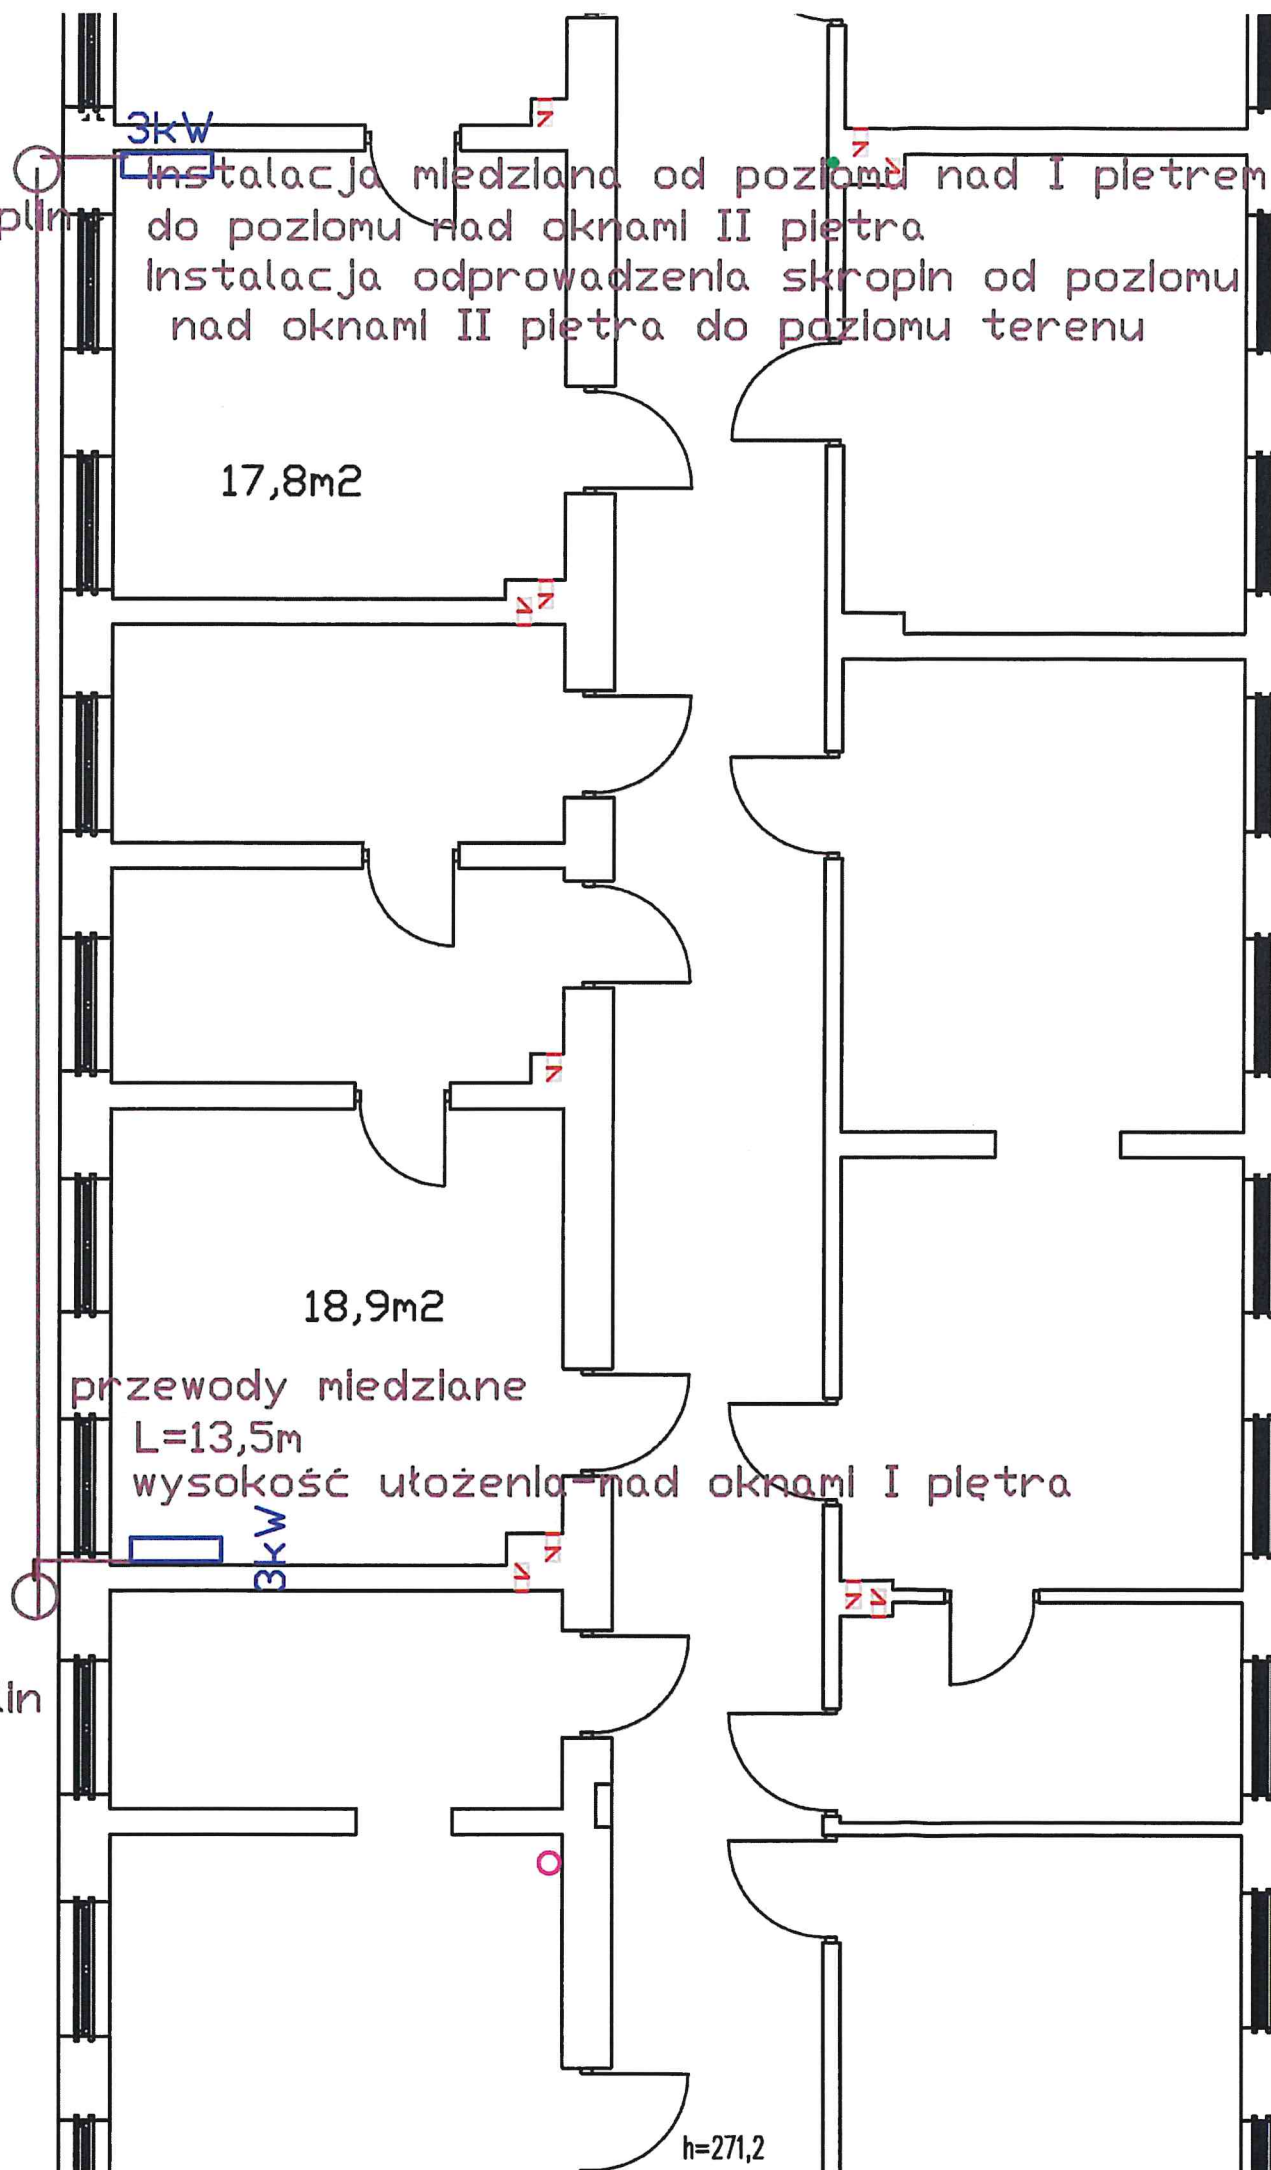 3kW
Instalacja miedziana od poziomu nad I pietrem
plin
do poziomu nad oknami II pietra
Instalacja odprowadzenia skropin od poziomu
nad oknami II pietra do poziomu terenu
17,8m2
18,9m2
przewody miedziane
L=13,5m
wysokość ułożenia-nad oknami I piętra
3kW
lin
h=271,2